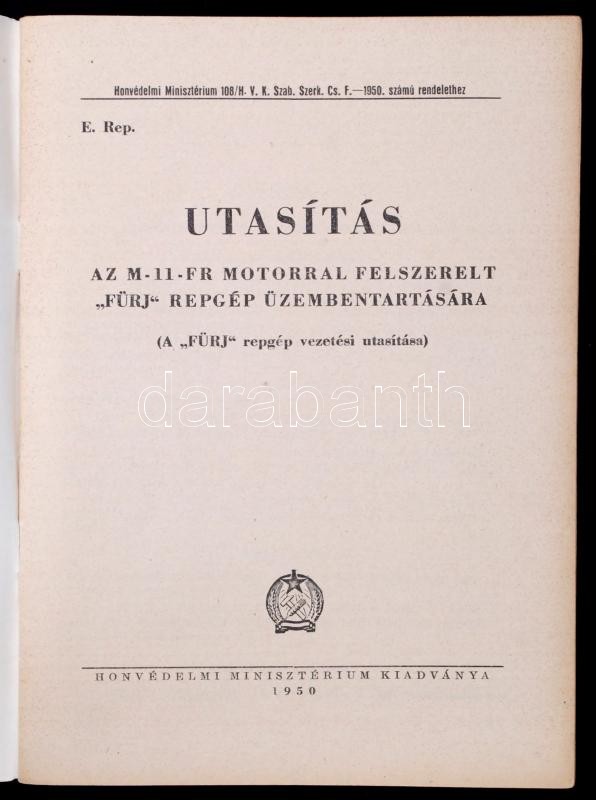 Honvédelmi Minisztérium 108/H. V. K. Szab. Szerk. Cs. F.—1950. számú rendelethez
E. Rep.
UTASÍTÁS
AZ M-11-FR MOTORRAL FELSZERELT
„FÜRJ“ REPGÉP ÜZEMBENTARTÁSÁRA
(A „FÜRJ“ repgép vezetési utasítása)
darabanth
HONVÉDELMI MINISZTÉRIUM KIADVÁNYA
1950